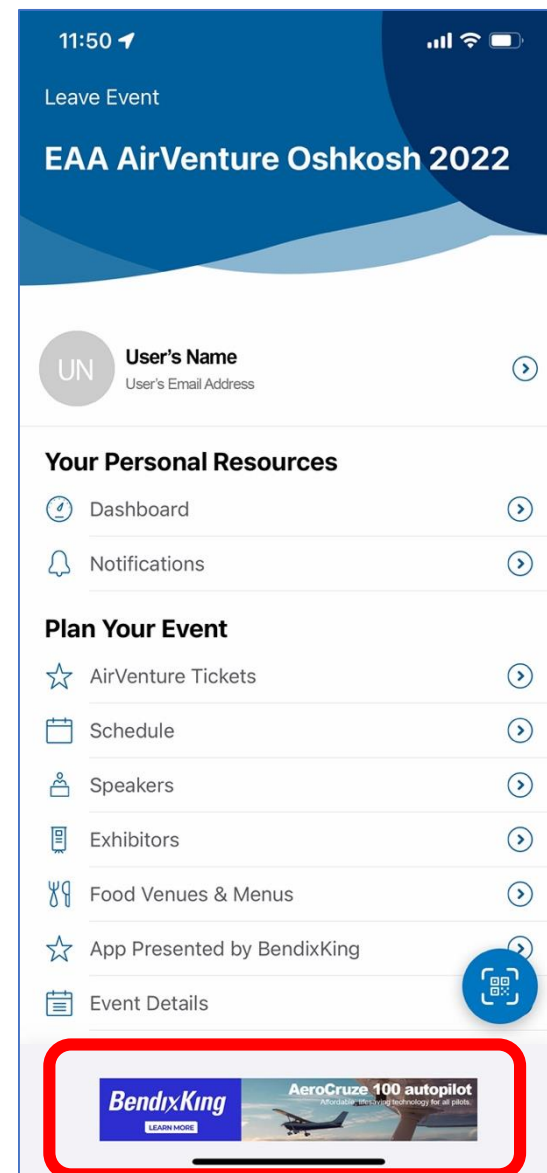 11:50
Leave Event
EAA AirVenture Oshkosh 2022
UN
User's Name
User's Email Address
Your Personal Resources
Dashboard
Notifications
Plan Your Event
AirVenture Tickets
Schedule
Speakers
Exhibitors
Food Venues & Menus
App Presented by BendixKing
Event Details
BendixKing
LEARN MORE
AeroCruze 100 autopilot
Affordable, lifesaving technology for all pilots.